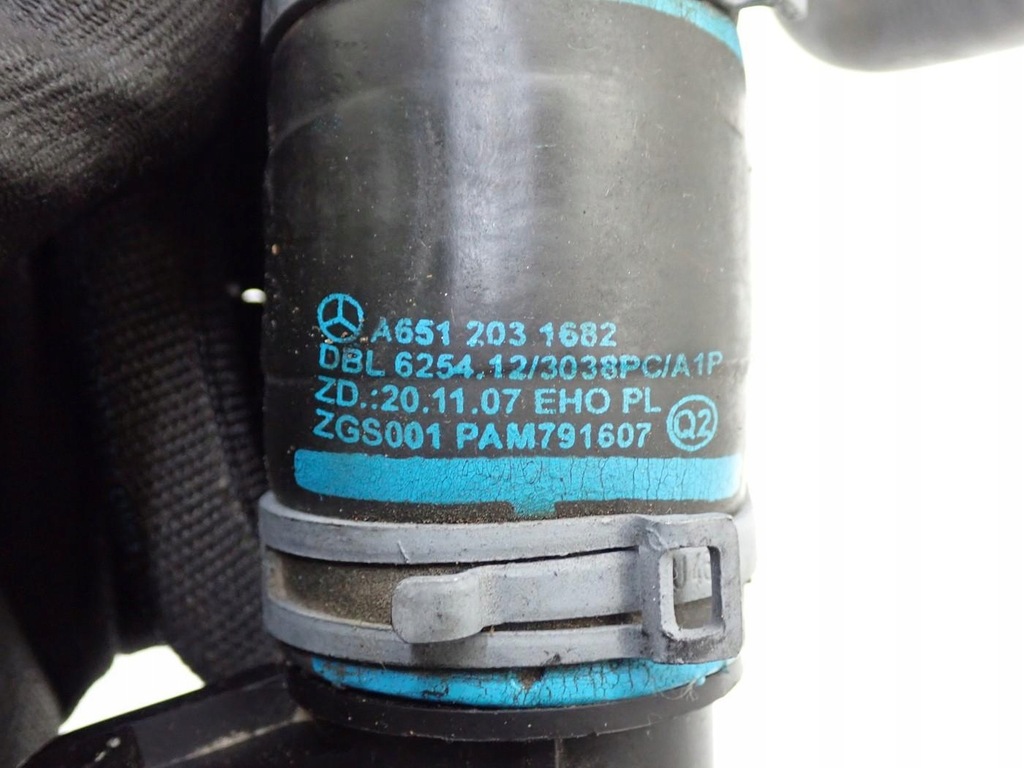 A651 203 1682
DBL 6254.12/3038PC/A1P
ZD.:20.11.07 EHO PL
ZGS001 PAM791607 Q2